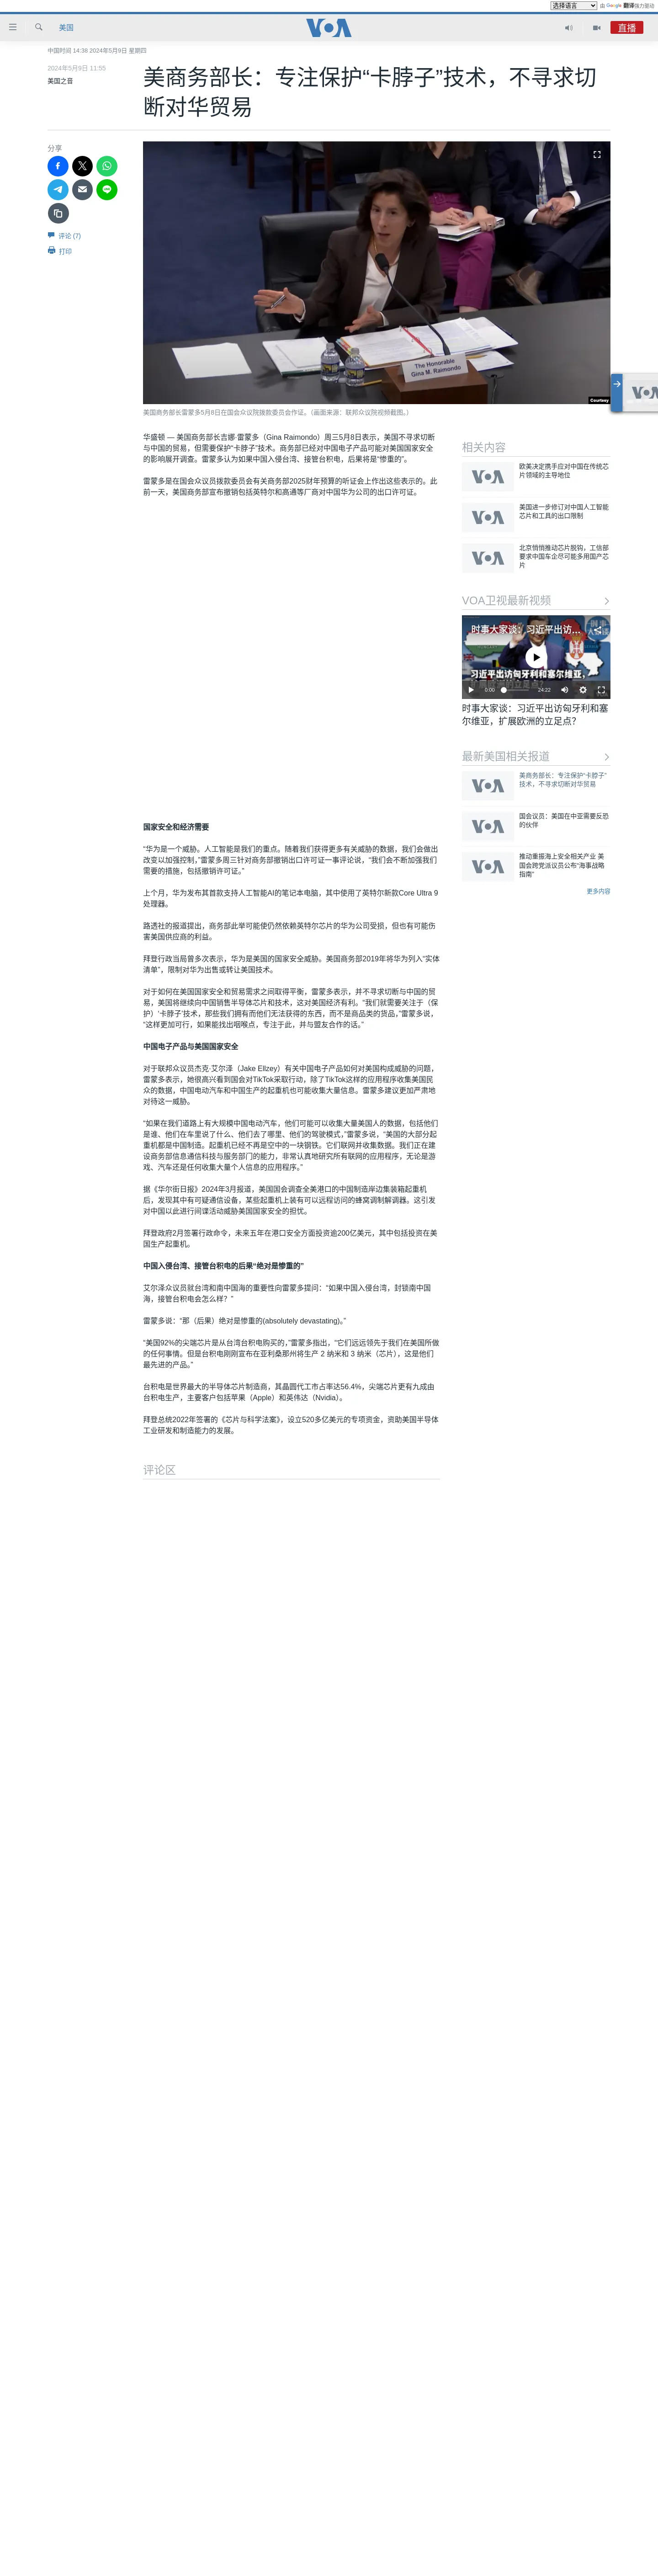 选择语言 由 Google 翻译强力驱动
美国
VOA
直播
中国时间 14:38 2024年5月9日 星期四
2024年5月9日 11:55
美国之音
美商务部长：专注保护“卡脖子”技术，不寻求切
断对华贸易
分享
评论 (7)
打印
The Honorable
Gina M. Raimondo
Courtesy
美国商务部长雷蒙多5月8日在国会众议院拨款委员会作证。（画面来源：联邦众议院视频截图。）
华盛顿 — 美国商务部长吉娜·雷蒙多（Gina Raimondo）周三5月8日表示，美国不寻求切断
与中国的贸易，但需要保护“卡脖子”技术。商务部已经对中国电子产品可能对美国国家安全
的影响展开调查。雷蒙多认为如果中国入侵台湾、接管台积电，后果将是“惨重的”。
雷蒙多是在国会众议员拨款委员会有关商务部2025财年预算的听证会上作出这些表示的。此
前一天，美国商务部宣布撤销包括英特尔和高通等厂商对中国华为公司的出口许可证。
国家安全和经济需要
“华为是一个威胁。人工智能是我们的重点。随着我们获得更多有关威胁的数据，我们会做出
改变以加强控制，”雷蒙多周三针对商务部撤销出口许可证一事评论说，“我们会不断加强我们
需要的措施，包括撤销许可证。”
上个月，华为发布其首款支持人工智能AI的笔记本电脑，其中使用了英特尔新款Core Ultra 9
处理器。
路透社的报道提出，商务部此举可能使仍然依赖英特尔芯片的华为公司受损，但也有可能伤
害美国供应商的利益。
拜登行政当局曾多次表示，华为是美国的国家安全威胁。美国商务部2019年将华为列入“实体
清单”，限制对华为出售或转让美国技术。
对于如何在美国国家安全和贸易需求之间取得平衡，雷蒙多表示，并不寻求切断与中国的贸
易，美国将继续向中国销售半导体芯片和技术，这对美国经济有利。“我们就需要关注于（保
护）‘卡脖子’技术，那些我们拥有而他们无法获得的东西，而不是商品类的货品，”雷蒙多说，
“这样更加可行，如果能找出咽喉点，专注于此，并与盟友合作的话。”
中国电子产品与美国国家安全
对于联邦众议员杰克·艾尔泽（Jake Ellzey）有关中国电子产品如何对美国构成威胁的问题，
雷蒙多表示，她很高兴看到国会对TikTok采取行动，除了TikTok这样的应用程序收集美国民
众的数据，中国电动汽车和中国生产的起重机也可能收集大量信息。雷蒙多建议更加严肃地
对待这一威胁。
“如果在我们道路上有大规模中国电动汽车，他们可能可以收集大量美国人的数据，包括他们
是谁、他们在车里说了什么、他们去了哪里、他们的驾驶模式，”雷蒙多说，“美国的大部分起
重机都是中国制造。起重机已经不再是空中的一块钢铁。它们联网并收集数据。我们正在建
设商务部信息通信科技与服务部门的能力，非常认真地研究所有联网的应用程序，无论是游
戏、汽车还是任何收集大量个人信息的应用程序。”
据《华尔街日报》2024年3月报道，美国国会调查全美港口的中国制造岸边集装箱起重机
后，发现其中有可疑通信设备，某些起重机上装有可以远程访问的蜂窝调制解调器。这引发
对中国以此进行间谍活动威胁美国国家安全的担忧。
拜登政府2月签署行政命令，未来五年在港口安全方面投资逾200亿美元，其中包括投资在美
国生产起重机。
中国入侵台湾、接管台积电的后果“绝对是惨重的”
艾尔泽众议员就台湾和南中国海的重要性向雷蒙多提问：“如果中国入侵台湾，封锁南中国
海，接管台积电会怎么样？”
雷蒙多说：“那（后果）绝对是惨重的(absolutely devastating)。”
“美国92%的尖端芯片是从台湾台积电购买的，”雷蒙多指出，“它们远远领先于我们在美国所做
的任何事情。但是台积电刚刚宣布在亚利桑那州将生产 2 纳米和 3 纳米（芯片），这是他们
最先进的产品。”
台积电是世界最大的半导体芯片制造商，其晶圆代工市占率达56.4%，尖端芯片更有九成由
台积电生产，主要客户包括苹果（Apple）和英伟达（Nvidia）。
拜登总统2022年签署的《芯片与科学法案》，设立520多亿美元的专项资金，资助美国半导体
工业研发和制造能力的发展。
评论区
VOA
相关内容
VOA
欧美决定携手应对中国在传统芯
片领域的主导地位
VOA
美国进一步修订对中国人工智能
芯片和工具的出口限制
VOA
北京悄悄推动芯片脱钩，工信部
要求中国车企尽可能多用国产芯
片
VOA卫视最新视频
时事大家谈：习近平出访...
习近平出访匈牙利和塞尔维亚，
0:00 24:22
时事大家谈：习近平出访匈牙利和塞
尔维亚，扩展欧洲的立足点？
最新美国相关报道
VOA
美商务部长：专注保护“卡脖子”
技术，不寻求切断对华贸易
VOA
国会议员：美国在中亚需要反恐
的伙伴
VOA
推动重振海上安全相关产业 美
国会跨党派议员公布“海事战略
指南”
更多内容